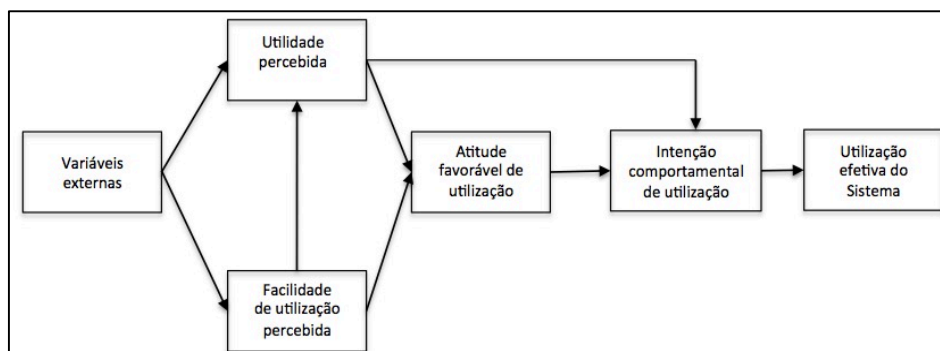 Utilidade
percebida
Variáveis
externas
Atitude
favorável de
utilização
Intenção
comportamental
de utilização
Utilização
efetiva do
Sistema
Facilidade
de utilização
percebida